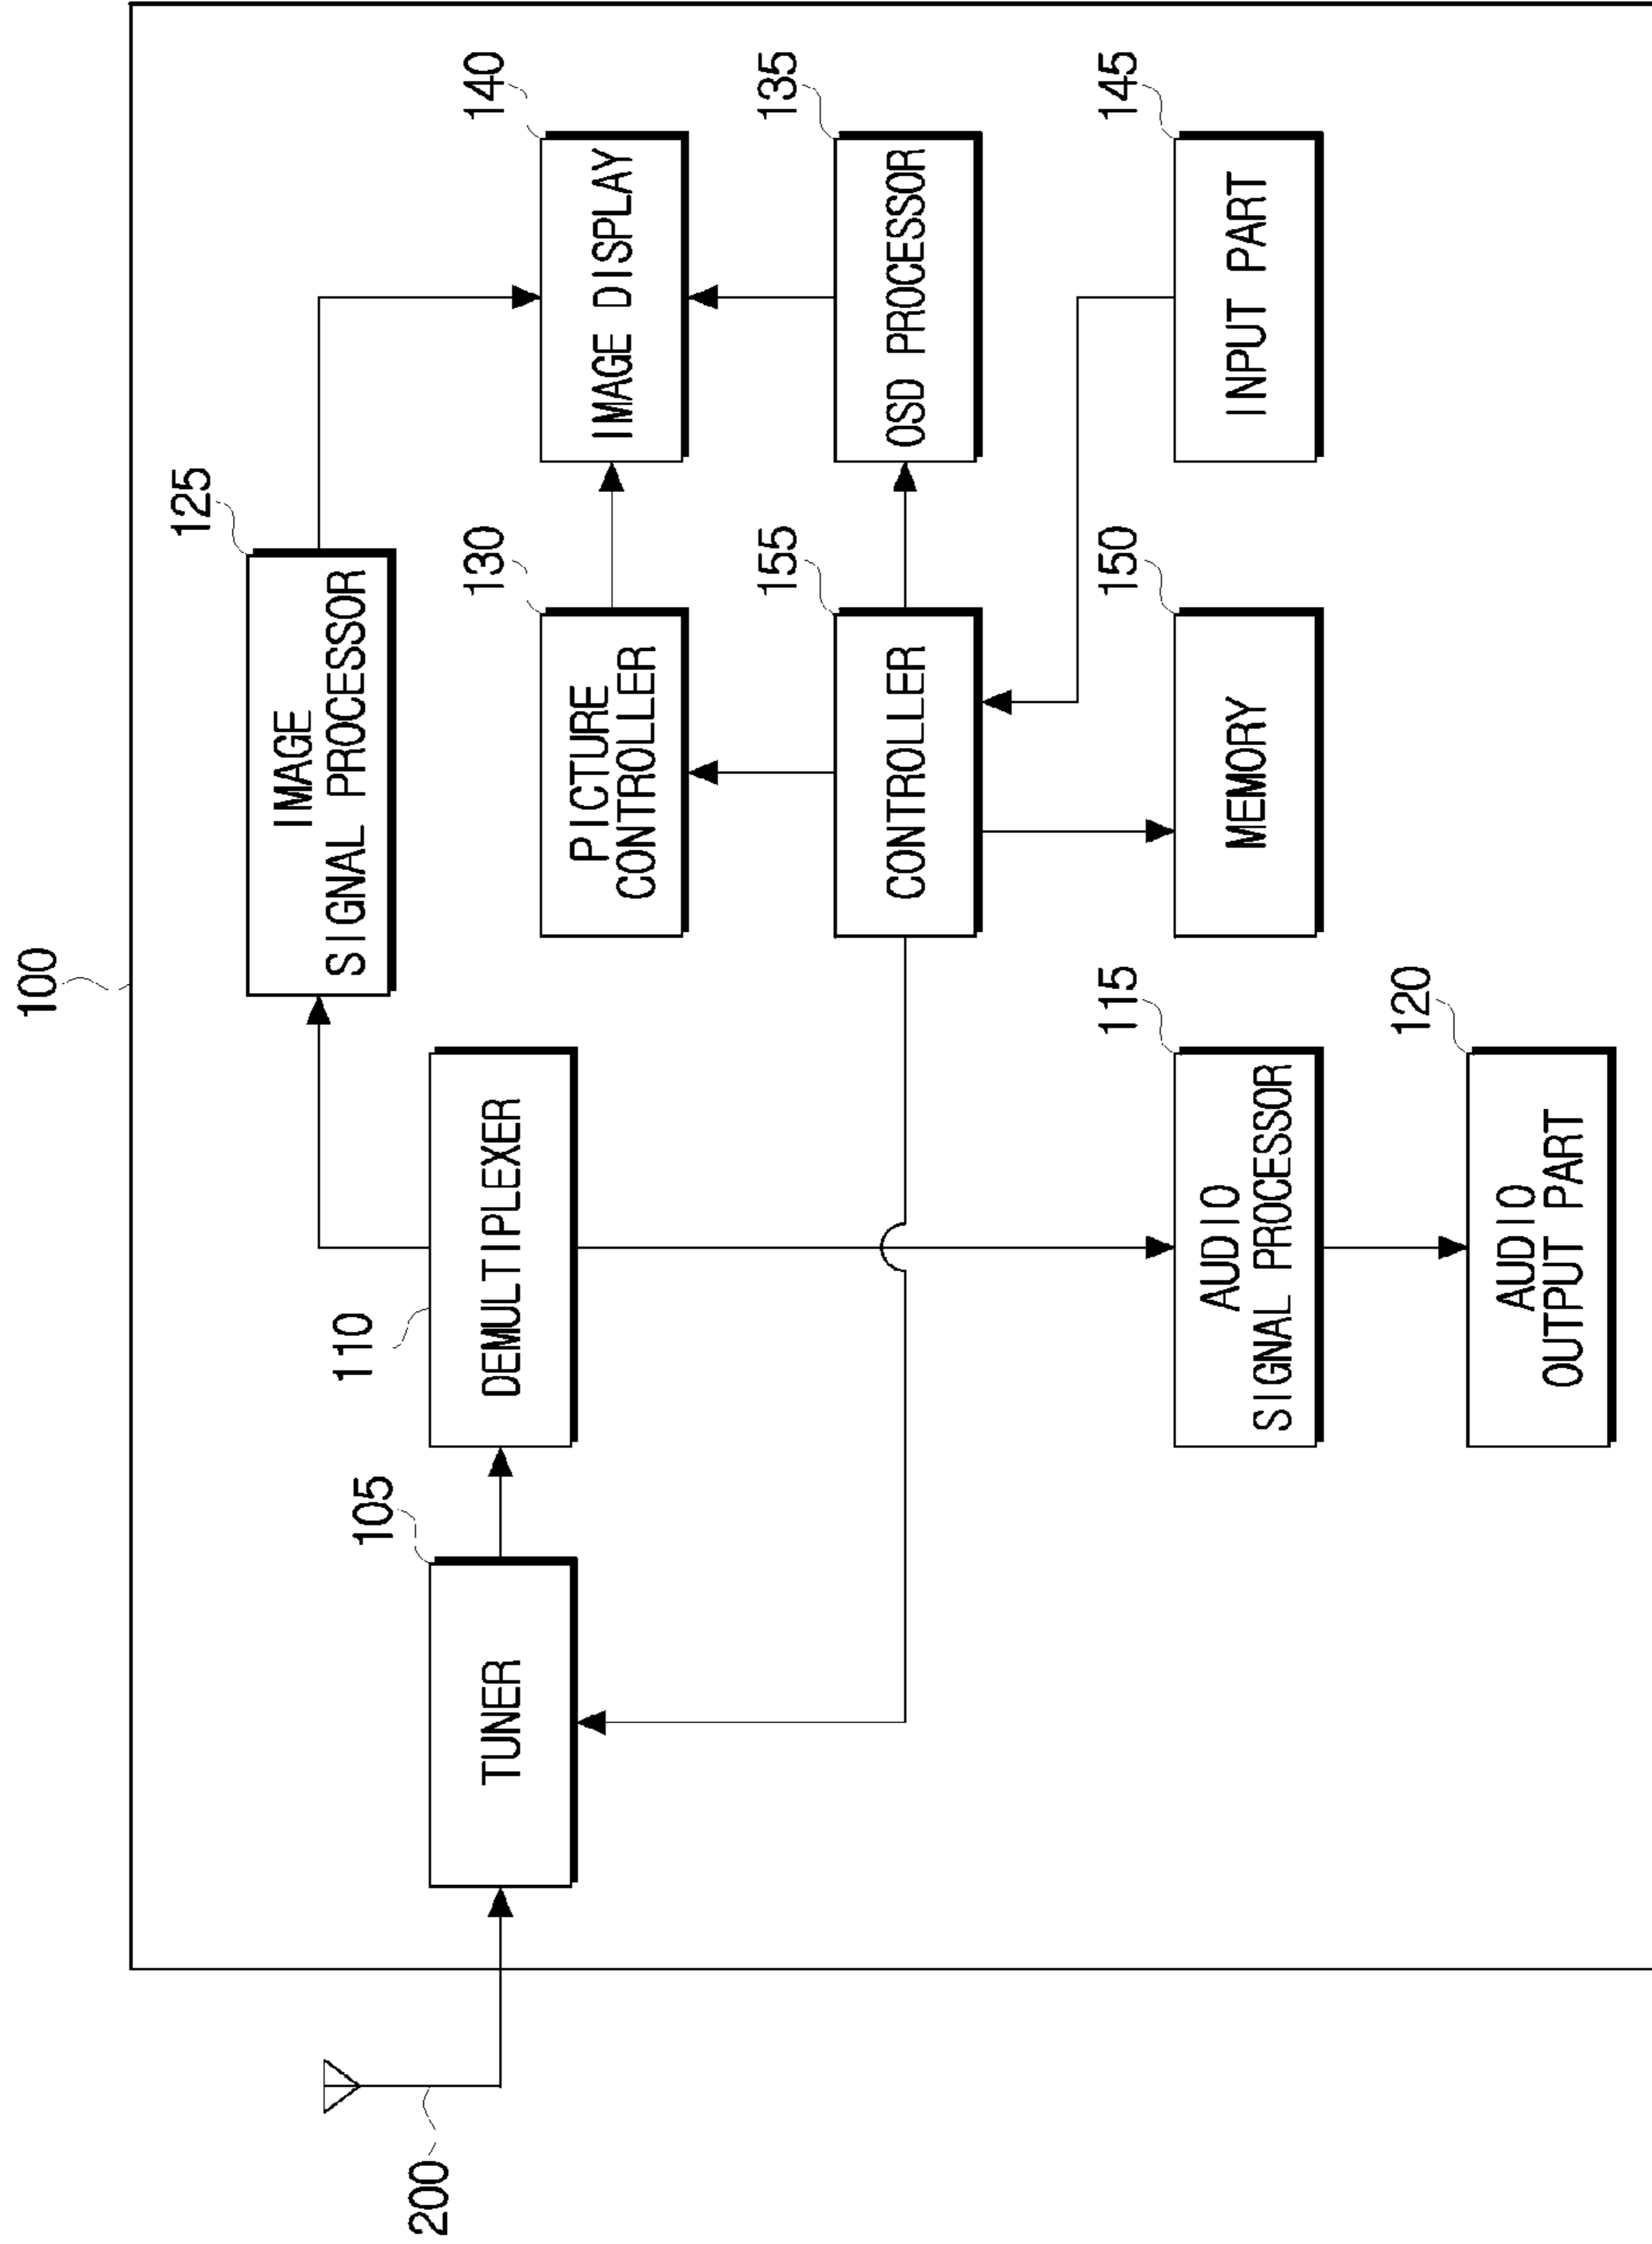 100
125
IMAGE
SIGNAL PROCESSOR
140
IMAGE DISPLAY
130
PICTURE
CONTROLLER
110
DEMULTIPLEXER
105
TUNER
200
135
OSD PROCESSOR
155
CONTROLLER
145
INPUT PART
150
MEMORY
115
AUDIO
SIGNAL PROCESSOR
120
AUDIO
OUTPUT PART